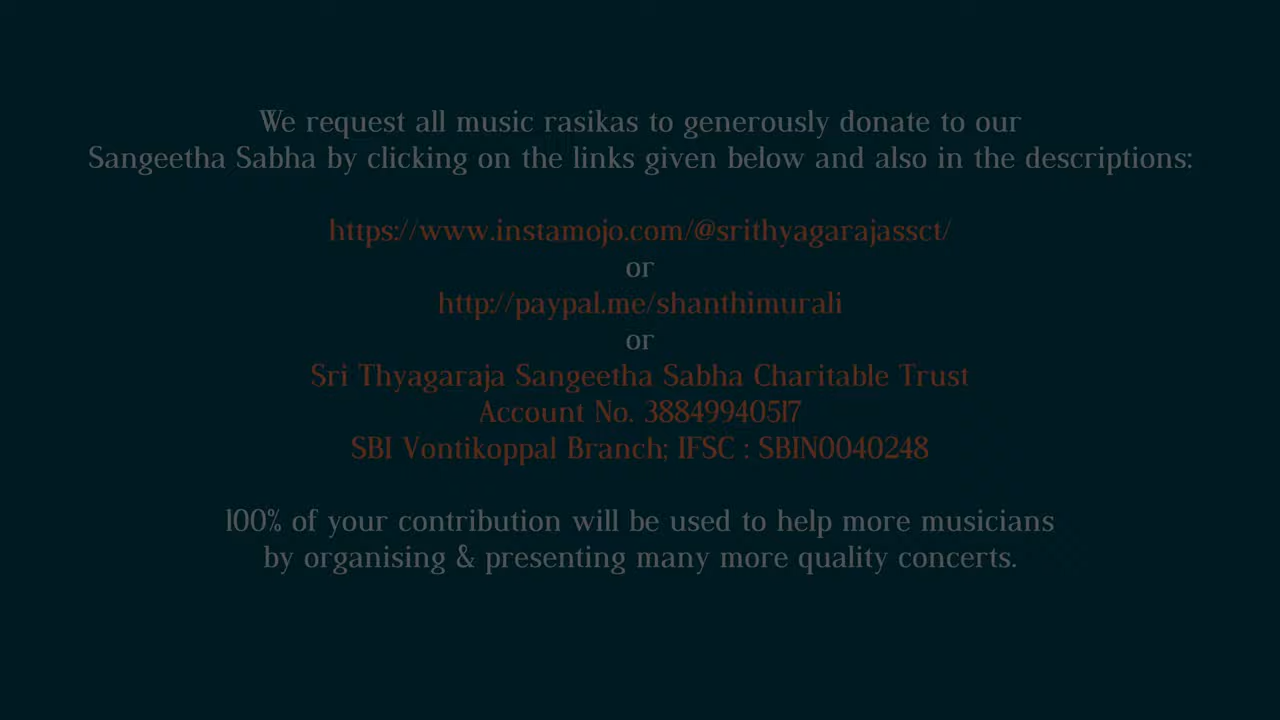 We request all music rasikas to generously donate to our
Sangeetha Sabha by clicking on the links given below and also in the descriptions:
https://www.instamojo.com/@srithyagarajassct/
or
http://paypal.me/shanthimurali
or
Sri Thyagaraja Sangeetha Sabha Charitable Trust
Account No. 38849940517
SBI Vontikoppal Branch; IFSC : SBIN0040248
100% of your contribution will be used to help more musicians
by organising & presenting many more quality concerts.